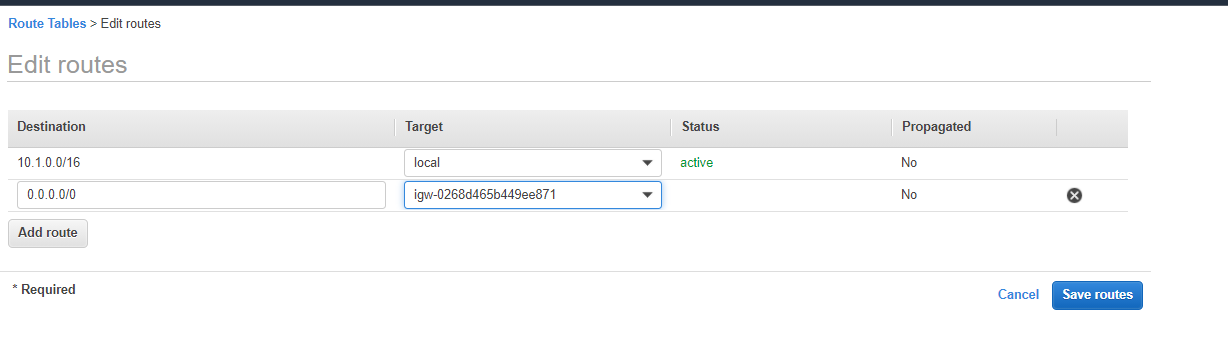 Route Tables > Edit routes
Edit routes
Destination Target Status Propagated
10.1.0.0/16 local active No
0.0.0.0/0 igw-0268d465b449ee871 No
Add route
* Required
Cancel Save routes